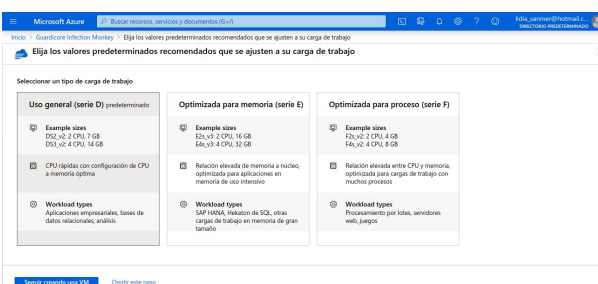 Microsoft Azure
Buscar recursos, servicios y documentos (G+/)
lidia_sanmer@hotmail.c...
DIRECTORIO PREDETERMINADO
Inicio > Guardicore Infection Monkey > Elija los valores predeterminados recomendados que se ajusten a su carga de trabajo
Elija los valores predeterminados recomendados que se ajusten a su carga de trabajo
Seleccionar un tipo de carga de trabajo
Uso general (serie D) predeterminado
Example sizes
DS2_v2: 2 CPU, 7 GB
DS3_v2: 4 CPU, 14 GB
CPU rápidas con configuración de CPU
a memoria óptima
Workload types
Aplicaciones empresariales, bases de
datos relacionales, análisis
Optimizada para memoria (serie E)
Example sizes
E2s_v3: 2 CPU, 16 GB
E4s_v3: 4 CPU, 32 GB
Relación elevada de memoria a núcleo,
optimizada para aplicaciones en
memoria de uso intensivo
Workload types
SAP HANA, Hekaton de SQL, otras
cargas de trabajo en memoria de gran
tamaño
Optimizada para proceso (serie F)
Example sizes
F2s_v2: 2 CPU, 4 GB
F4s_v2: 4 CPU, 8 GB
Relación elevada entre CPU y memoria,
optimizada para cargas de trabajo con
muchos procesos
Workload types
Procesamiento por lotes, servidores
web, juegos
Seguir creando una VM
Omitir este paso